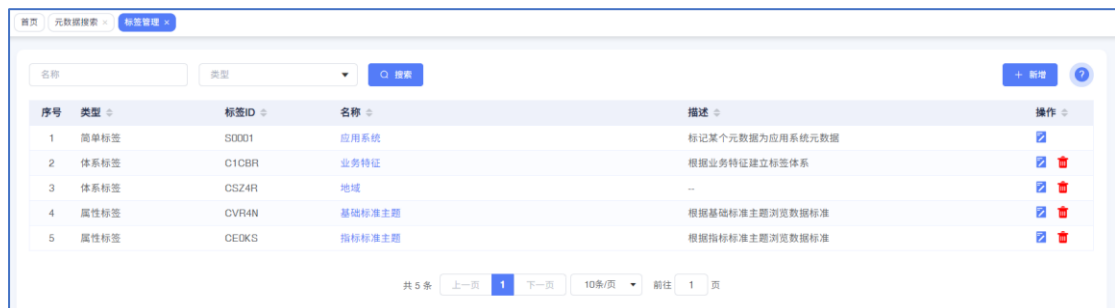 首页 元数据搜索 × 标签管理 ×
名称 类型 搜索 + 新增 ?
序号 类型 标签ID 名称 描述 操作
1 简单标签 S0001 应用系统 标记某个元数据为应用系统元数据
2 体系标签 C1CBR 业务特征 根据业务特征建立标签体系
3 体系标签 CSZ4R 地域 --
4 属性标签 CVR4N 基础标准主题 根据基础标准主题浏览数据标准
5 属性标签 CE0KS 指标标准主题 根据指标标准主题浏览数据标准
共 5 条 上一页 1 下一页 10条/页 前往 1 页